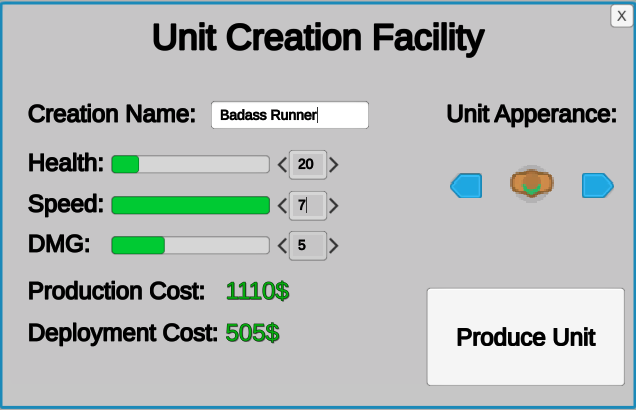 X
Unit Creation Facility
Creation Name: Badass Runner
Unit Apperance:
Health: < 20 >
Speed: < 7 >
DMG: < 5 >
Production Cost: 1110$
Deployment Cost: 505$
Produce Unit